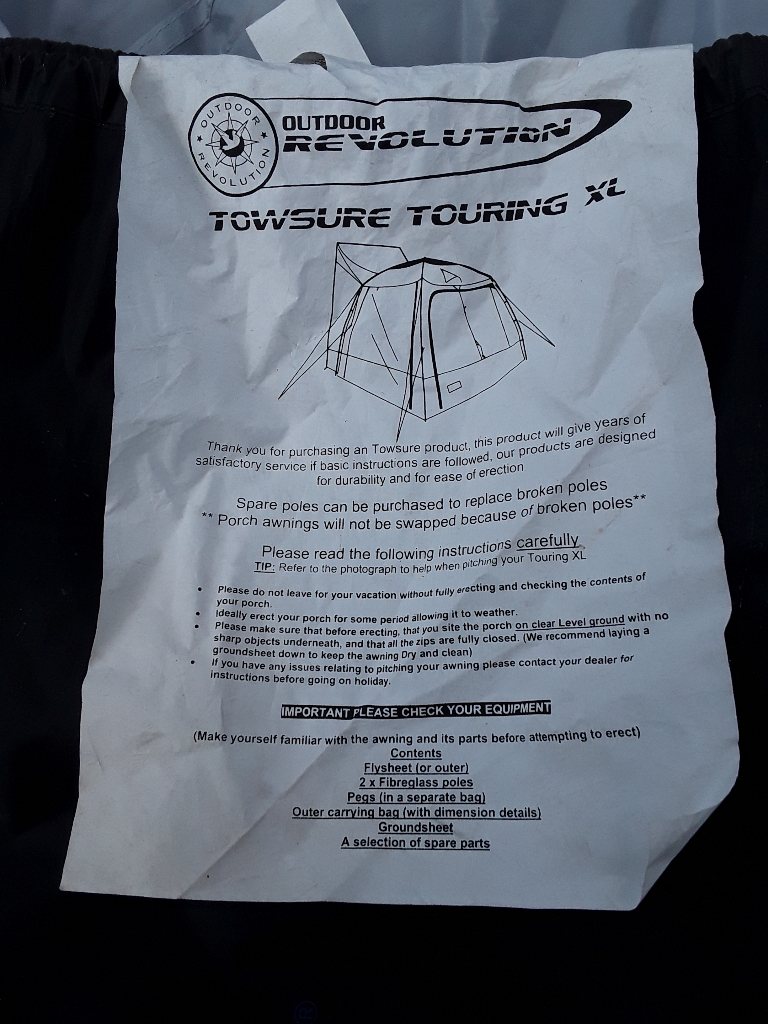 OUTDOOR REVOLUTION
OUTDOOR
REVOLUTION
TOWSURE TOURING XL
Thank you for purchasing an Towsure product, this product will give years of
satisfactory service if basic instructions are followed, our products are designed
for durability and for ease of erection
Spare poles can be purchased to replace broken poles
** Porch awnings will not be swapped because of broken poles**
Please read the following instructions carefully
TIP: Refer to the photograph to help when pitching your Touring XL
• Please do not leave for your vacation without fully erecting and checking the contents of
your porch.
• Ideally erect your porch for some period allowing it to weather.
• Please make sure that before erecting, that you site the porch on clear Level ground with no
sharp objects underneath, and that all the zips are fully closed. (We recommend laying a
groundsheet down to keep the awning Dry and clean)
• If you have any issues relating to pitching your awning please contact your dealer for
instructions before going on holiday.
IMPORTANT PLEASE CHECK YOUR EQUIPMENT
(Make yourself familiar with the awning and its parts before attempting to erect)
Contents
Flysheet (or outer)
2 x Fibreglass poles
Pegs (in a separate bag)
Outer carrying bag (with dimension details)
Groundsheet
A selection of spare parts